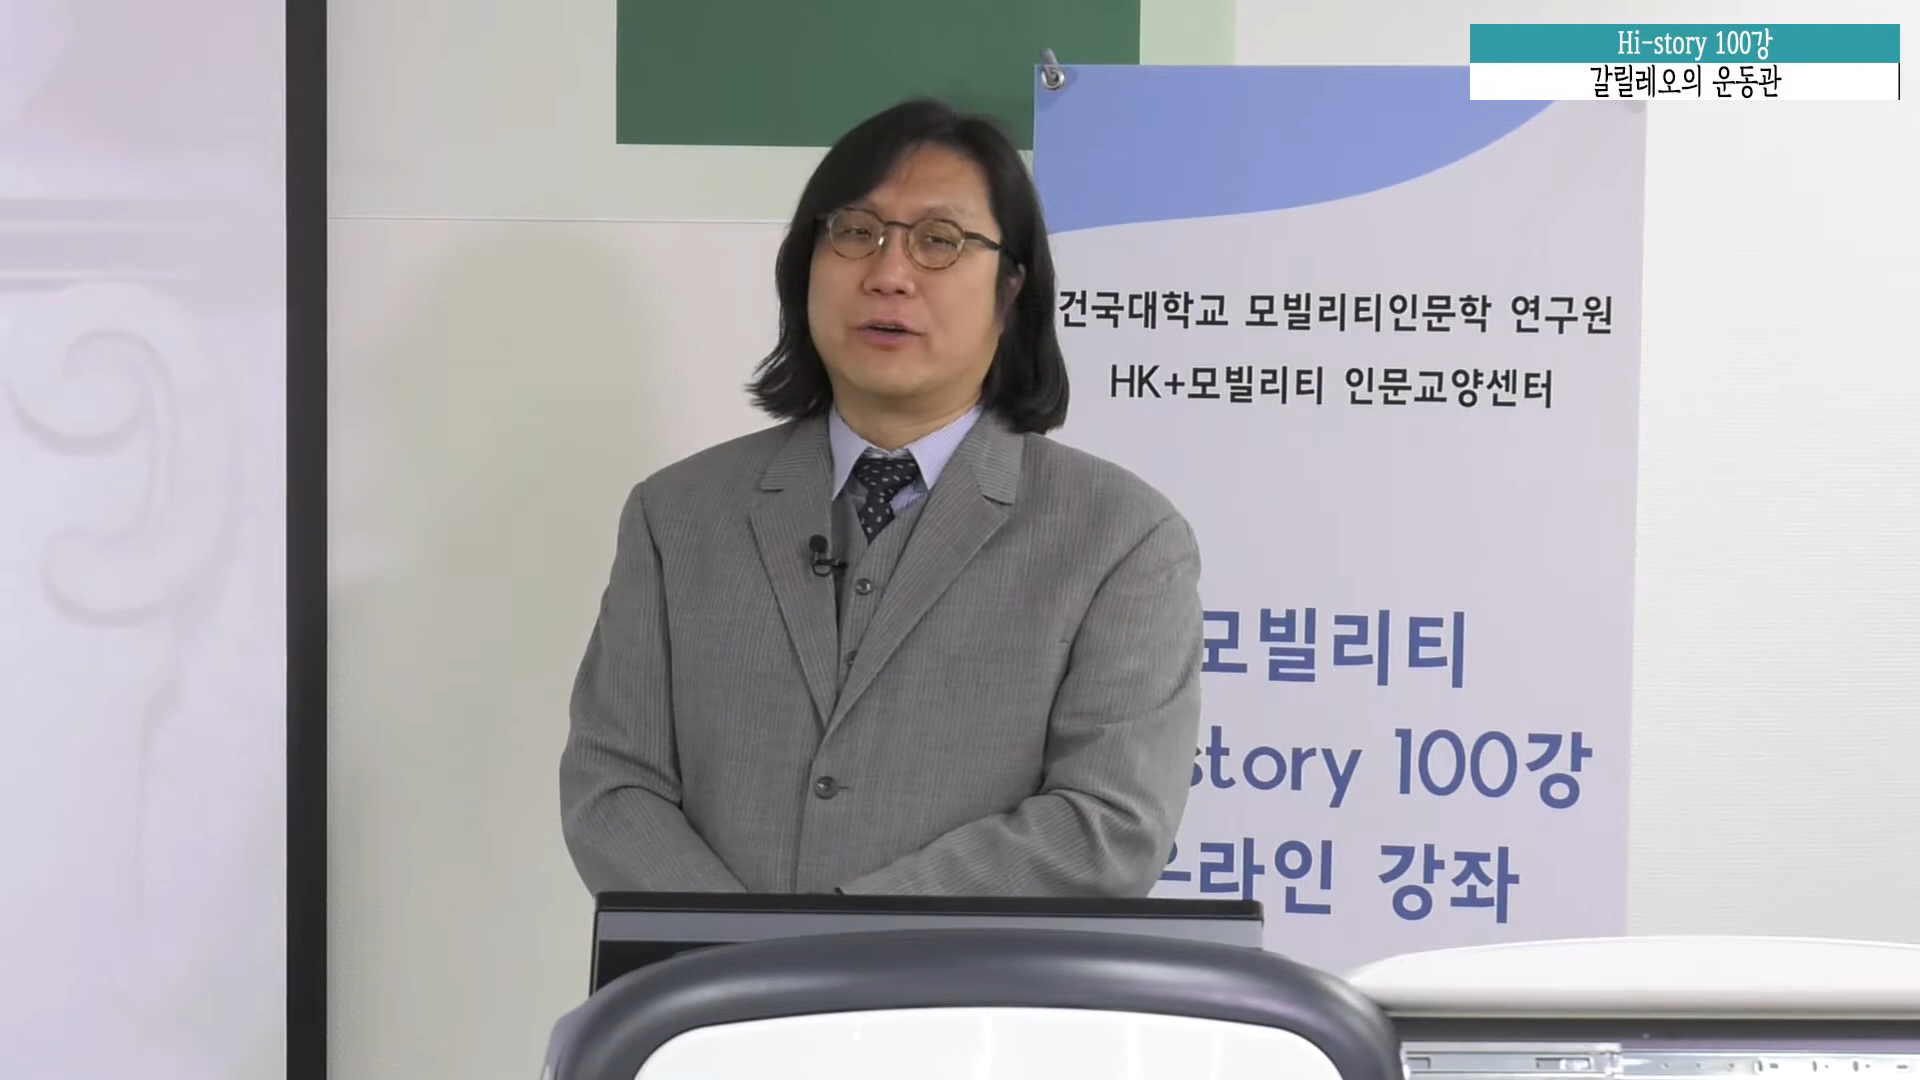 Hi-story 100강
갈릴레오의 운동관
건국대학교 모빌리티인문학 연구원
HK+모빌리티 인문교양센터
모빌리티
story 100강
라인 강좌